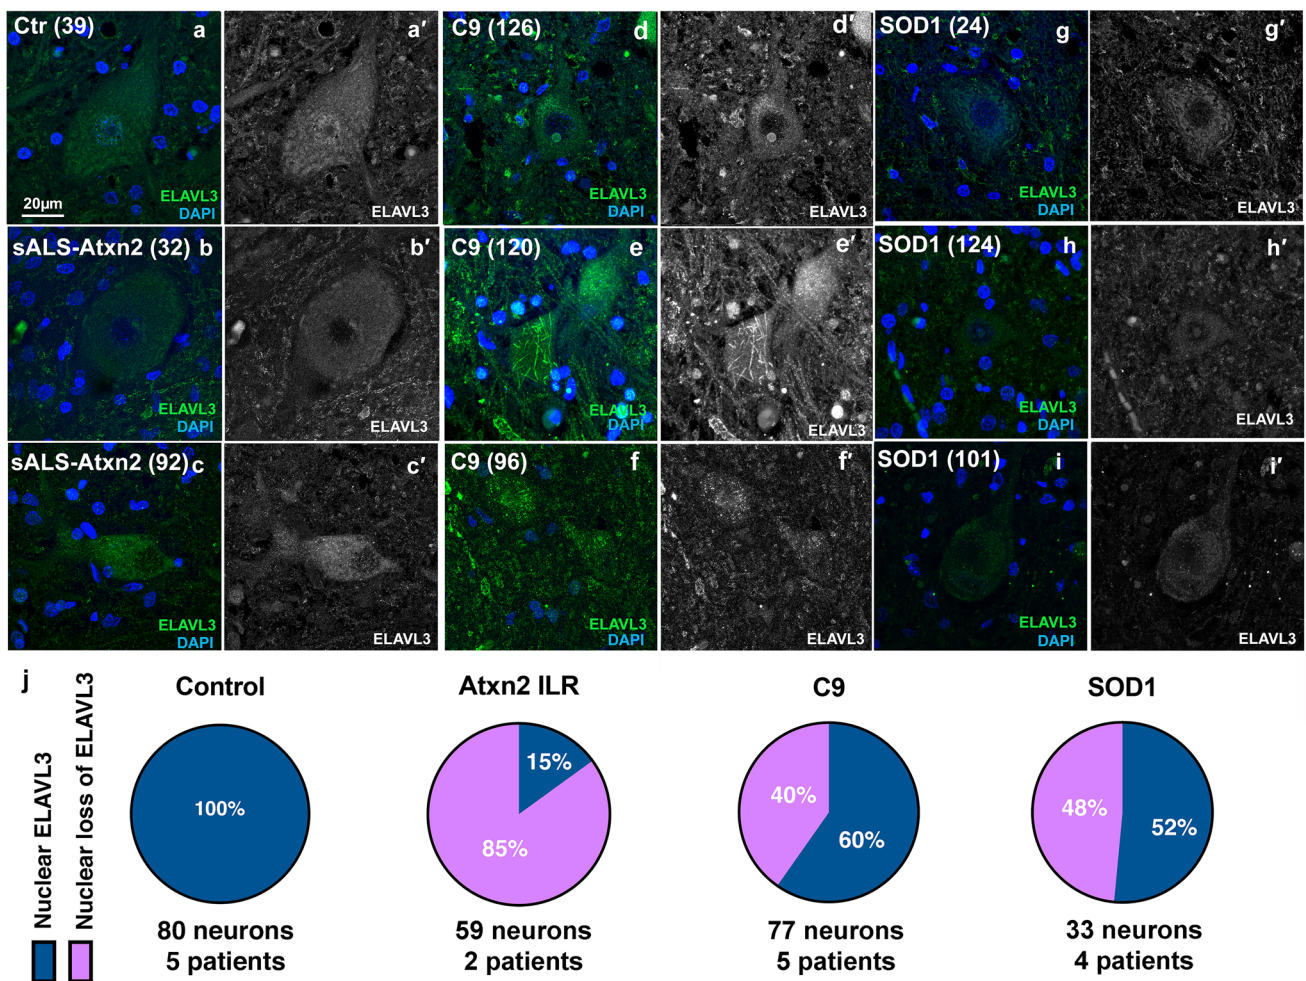 Ctr (39) a
ELAVL3
DAPI
20µm
a′
ELAVL3
C9 (126) d
ELAVL3
DAPI
d′
ELAVL3
SOD1 (24) g
ELAVL3
DAPI
g′
ELAVL3
sALS-Atxn2 (32) b
ELAVL3
DAPI
b′
ELAVL3
C9 (120) e
ELAVL3
DAPI
e′
ELAVL3
SOD1 (124) h
ELAVL3
DAPI
h′
ELAVL3
sALS-Atxn2 (92) c
ELAVL3
DAPI
c′
ELAVL3
C9 (96) f
ELAVL3
DAPI
f′
ELAVL3
SOD1 (101) i
ELAVL3
DAPI
i′
ELAVL3
j
Nuclear ELAVL3
Nuclear loss of ELAVL3
Control
100%
80 neurons
5 patients
Atxn2 ILR
15%
85%
59 neurons
2 patients
C9
40%
60%
77 neurons
5 patients
SOD1
48%
52%
33 neurons
4 patients